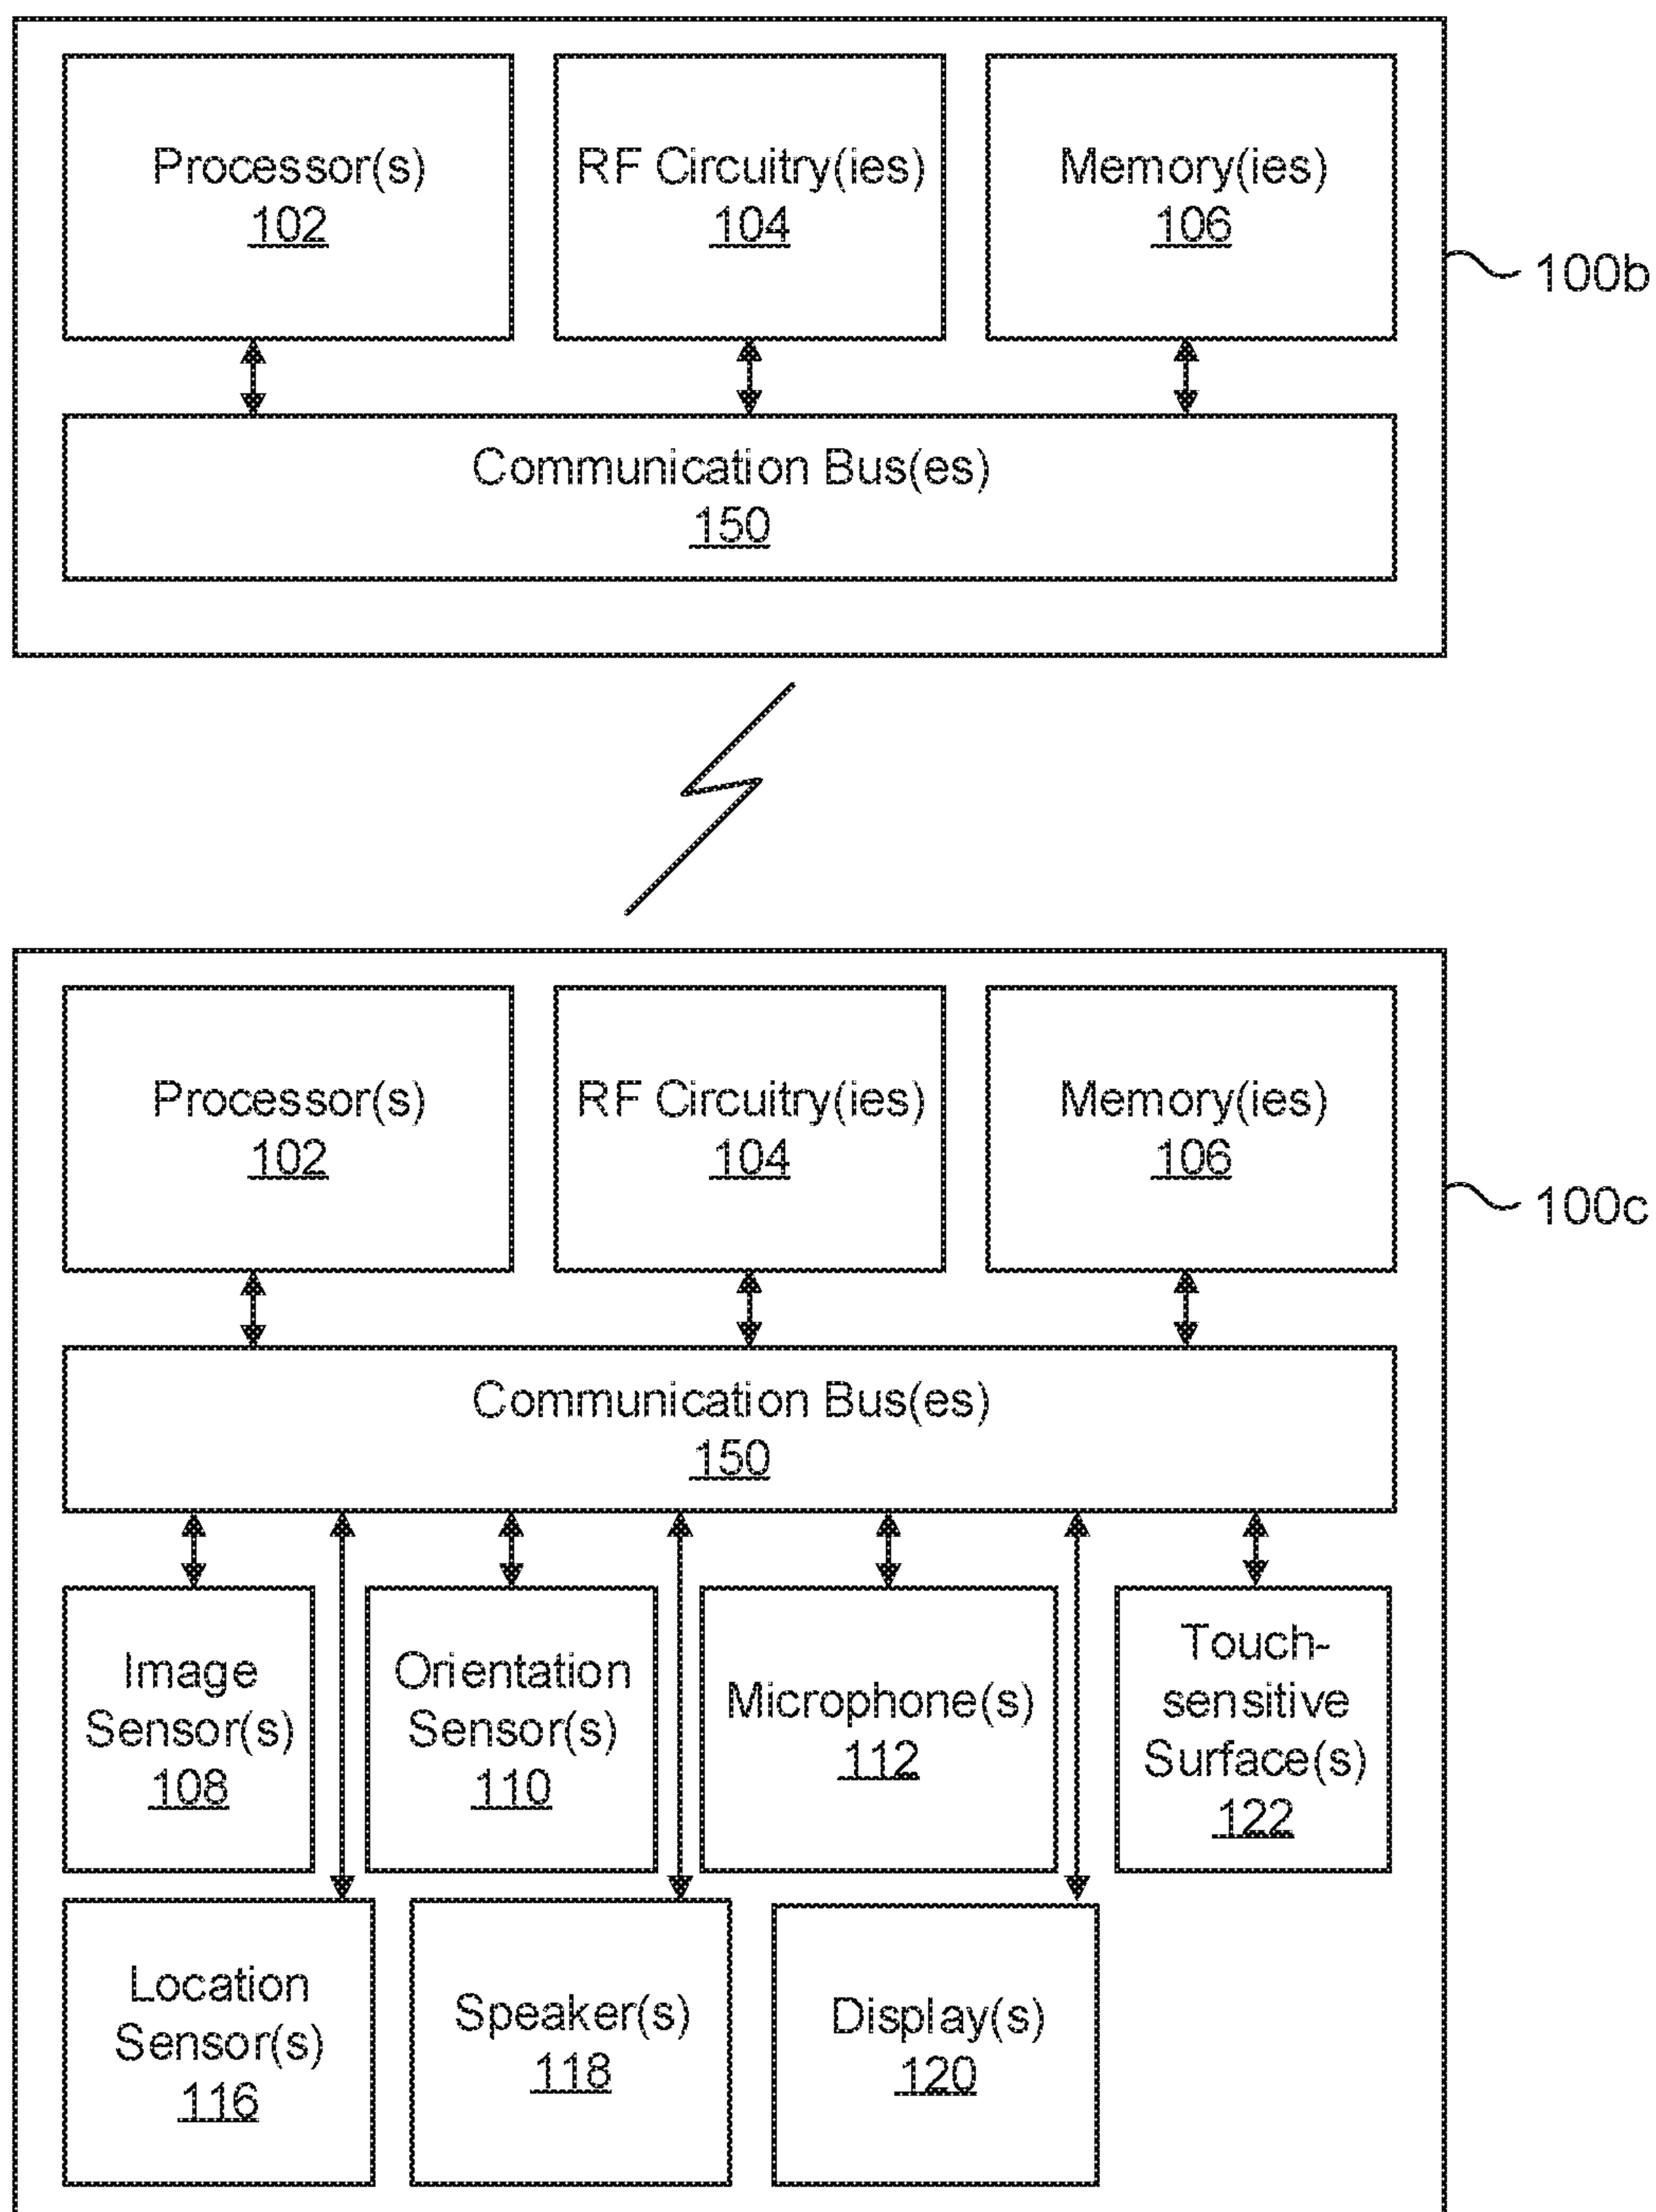 Processor(s)
102
RF Circuitry(ies)
104
Memory(ies)
106
100b
Communication Bus(es)
150
Processor(s)
102
RF Circuitry(ies)
104
Memory(ies)
106
100c
Communication Bus(es)
150
Image
Sensor(s)
108
Orientation
Sensor(s)
110
Microphone(s)
112
Touch-
sensitive
Surface(s)
122
Location
Sensor(s)
116
Speaker(s)
118
Display(s)
120